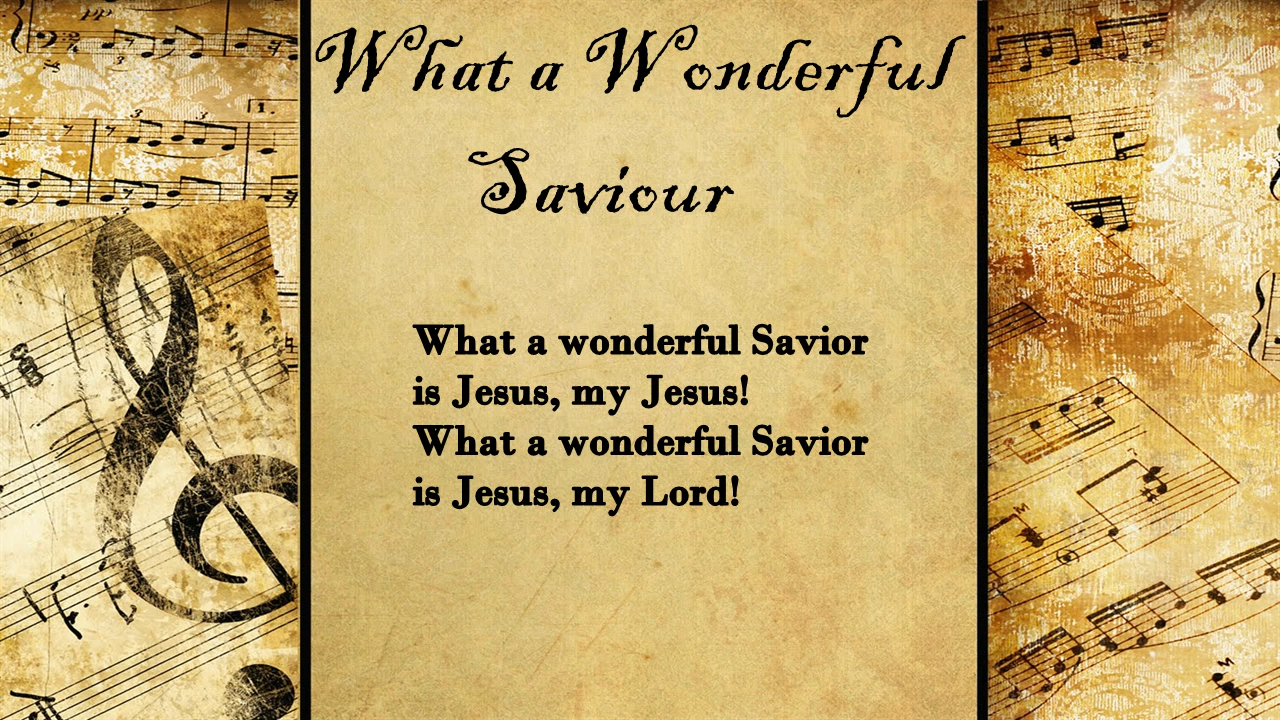 What a Wonderful
Saviour
What a wonderful Savior
is Jesus, my Jesus!
What a wonderful Savior
is Jesus, my Lord!